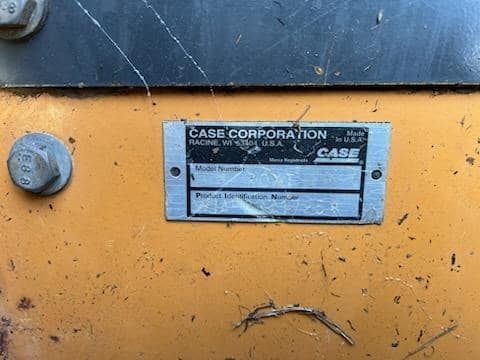 CASE CORPORATION
RACINE, WI 53404 U.S.A.
Made
In U.S.A.
CASE
Marca Registrada
Model Number
Product Identification Number
8.8